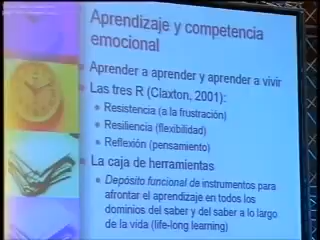 Aprendizaje y competencia
emocional
Aprender a aprender y aprender a vivir
Las tres R (Claxton, 2001):
Resistencia (a la frustración)
Resiliencia (flexibilidad)
Reflexión (pensamiento)
La caja de herramientas
Depósito funcional de instrumentos para
afrontar el aprendizaje en todos los
dominios del saber y del saber a lo largo
de la vida (life-long learning)